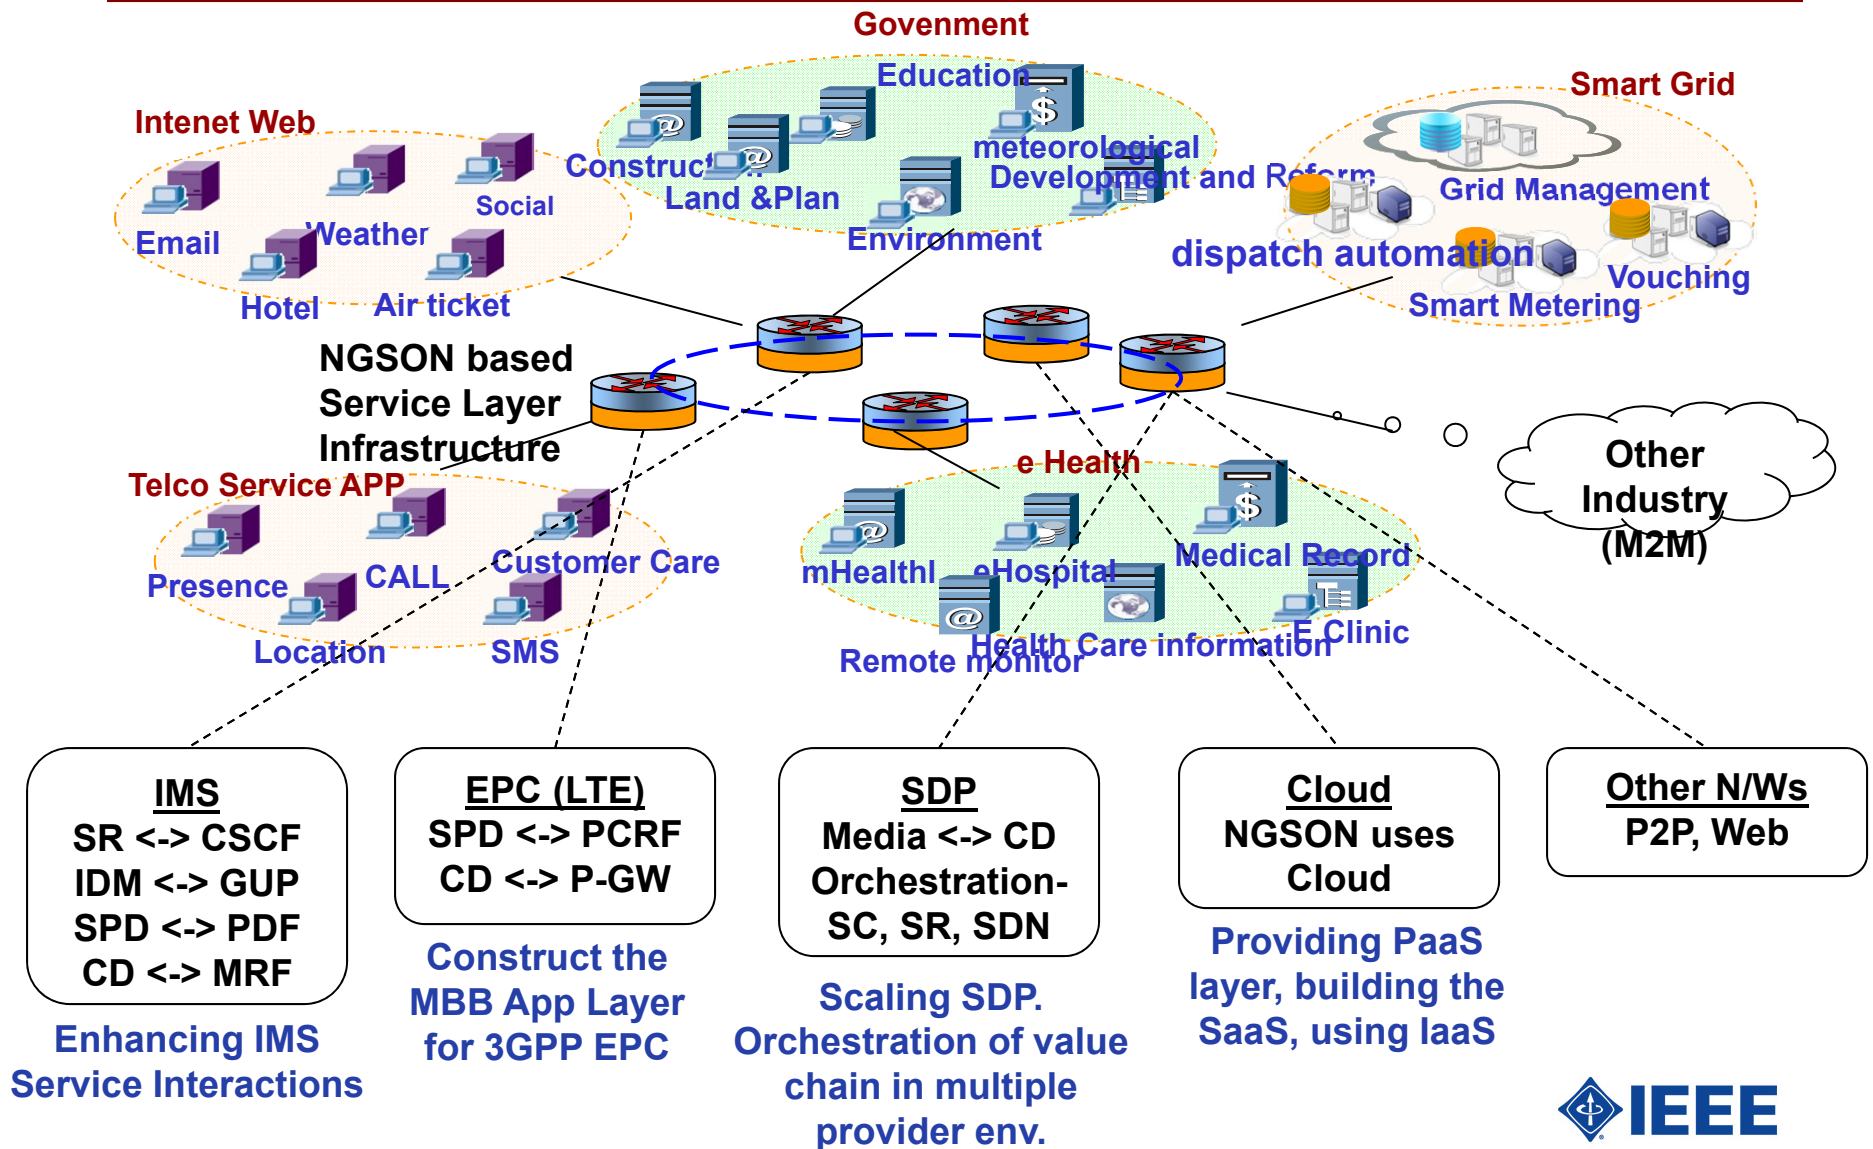 Govenment
Education
Smart Grid
Intenet Web
Construction
meteorological
Development and Reform
Land &Plan
Grid Management
Social
Weather
Email
Environment
dispatch automation
Vouching
Hotel
Air ticket
Smart Metering
NGSON based
Service Layer
Infrastructure
Other
Industry
(M2M)
Telco Service APP
e Health
Customer Care
Medical Record
mHealthl
eHospital
Presence
CALL
Location
SMS
E Clinic
Health Care information
Remote monitor
IMS
SR <-> CSCF
IDM <-> GUP
SPD <-> PDF
CD <-> MRF
Enhancing IMS
Service Interactions
EPC (LTE)
SPD <-> PCRF
CD <-> P-GW
Construct the
MBB App Layer
for 3GPP EPC
SDP
Media <-> CD
Orchestration-
SC, SR, SDN
Scaling SDP.
Orchestration of value
chain in multiple
provider env.
Cloud
NGSON uses
Cloud
Providing PaaS
layer, building the
SaaS, using IaaS
Other N/Ws
P2P, Web
IEEE